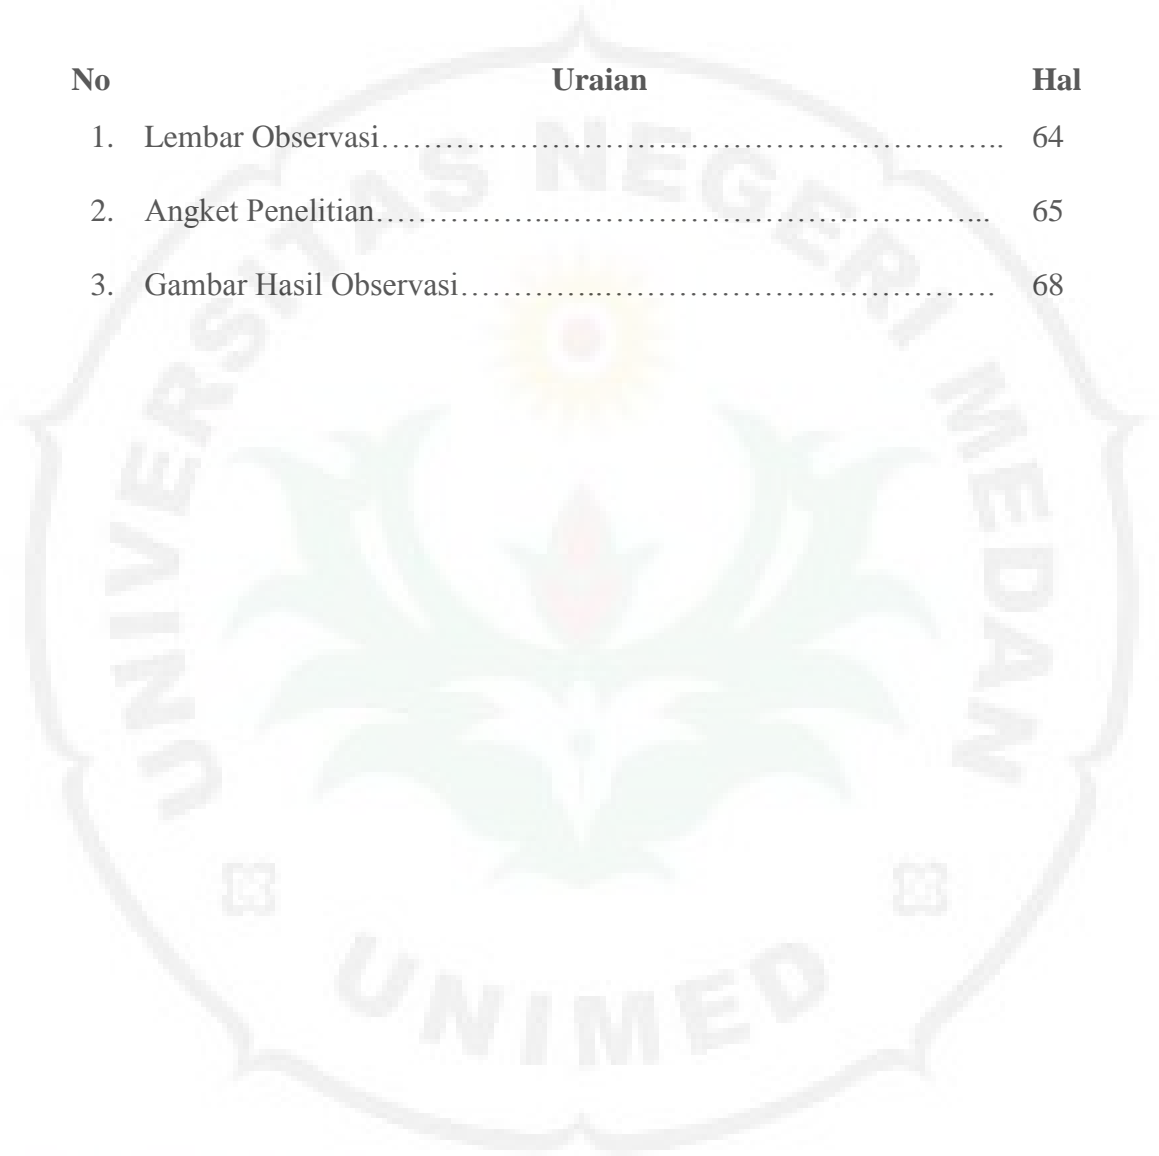 No Uraian Hal
1. Lembar Observasi………………………………………………………….. 64
2. Angket Penelitian…….……….………………………………………... 65
3. Gambar Hasil Observasi…………..……………………………………… 68
UNIVERSITAS NEGERI MEDAN
UNIMED